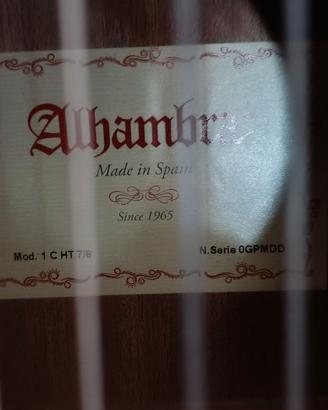 Alhambra
Made in Spain
Since 1965
Mod. 1 C HT 7/8
N.Serie 0GPMDD